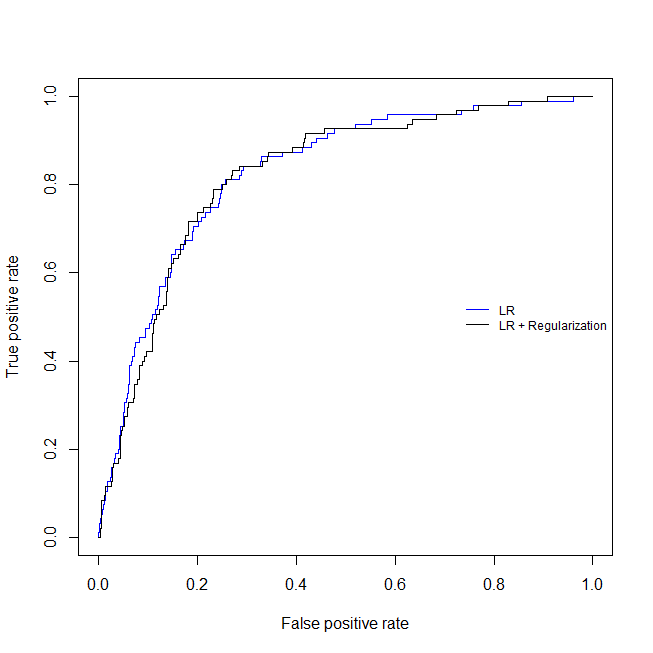 True positive rate
1.0
0.8
0.6
0.4
0.2
0.0
LR
LR + Regularization
0.0 0.2 0.4 0.6 0.8 1.0
False positive rate